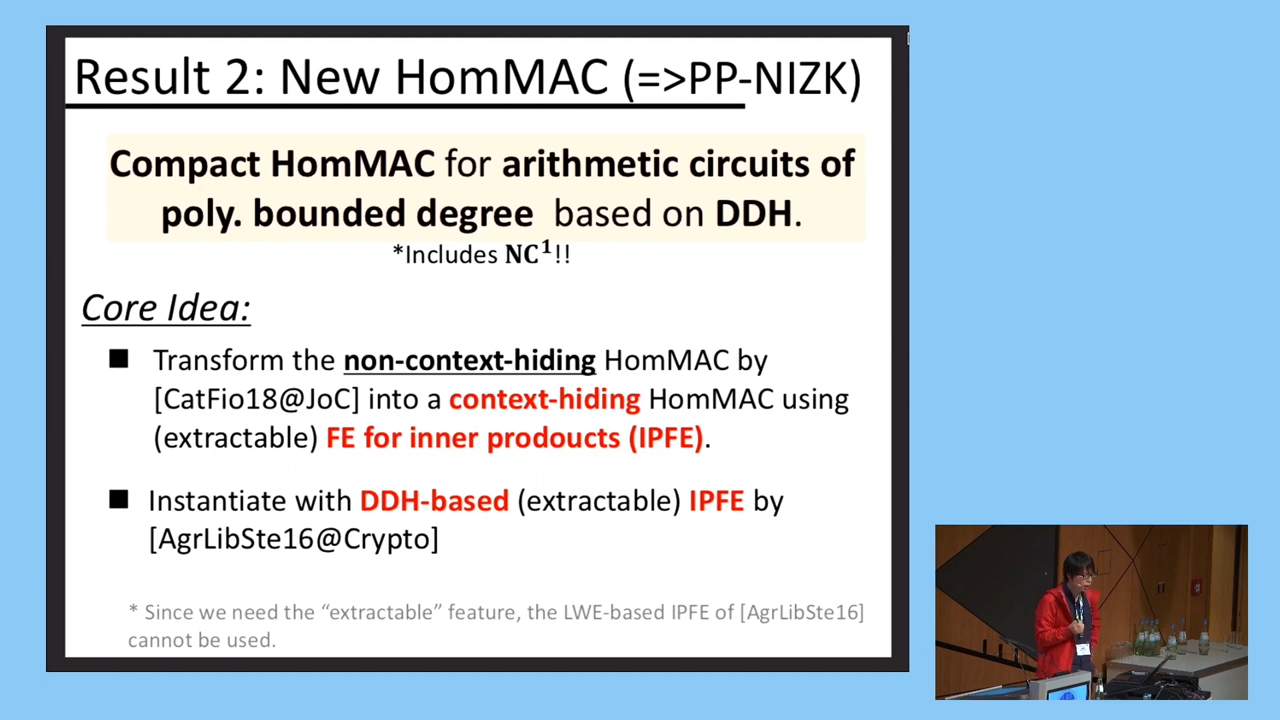 Result 2: New HomMAC (=>PP-NIZK)
Compact HomMAC for arithmetic circuits of
poly. bounded degree based on DDH.
*Includes NC¹!!
Core Idea:
■ Transform the non-context-hiding HomMAC by
[CatFio18@JoC] into a context-hiding HomMAC using
(extractable) FE for inner prodoucts (IPFE).
■ Instantiate with DDH-based (extractable) IPFE by
[AgrLibSte16@Crypto]
* Since we need the “extractable” feature, the LWE-based IPFE of [AgrLibSte16]
cannot be used.